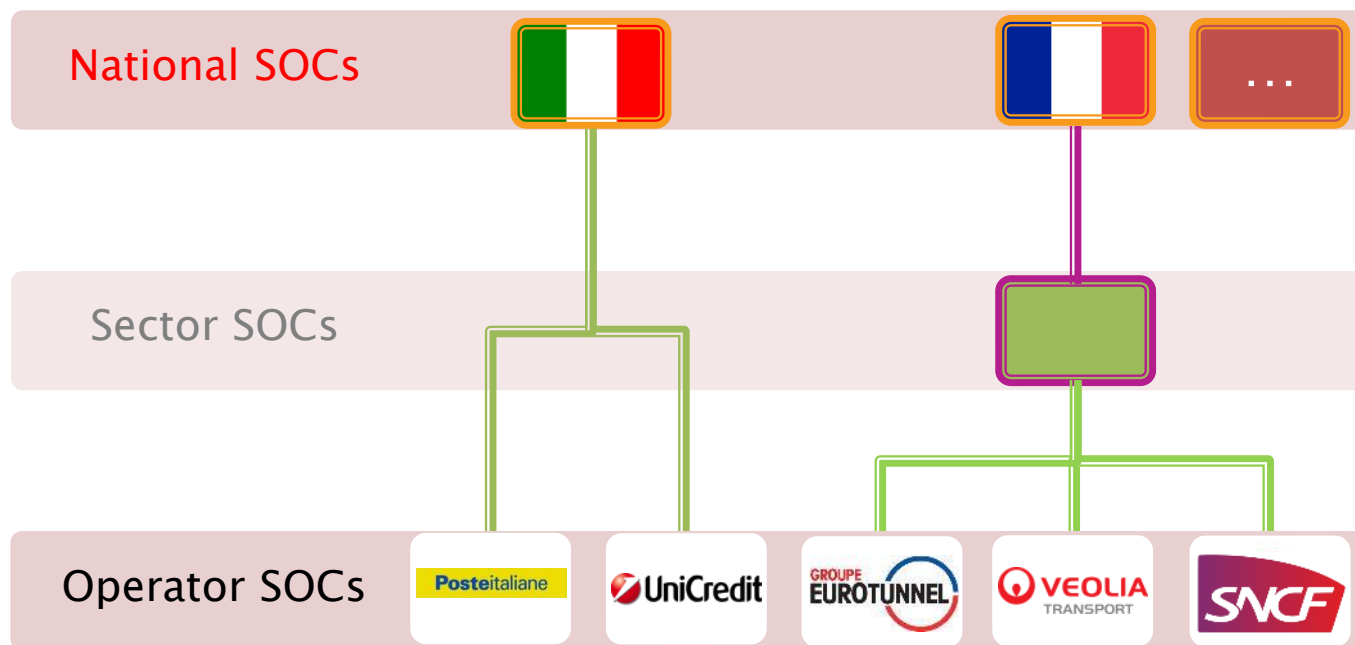 National SOCs
...
Sector SOCs
Operator SOCs
Posteitaliane
UniCredit
GROUPE
EUROTUNNEL
VEOLIA
TRANSPORT
SNCF